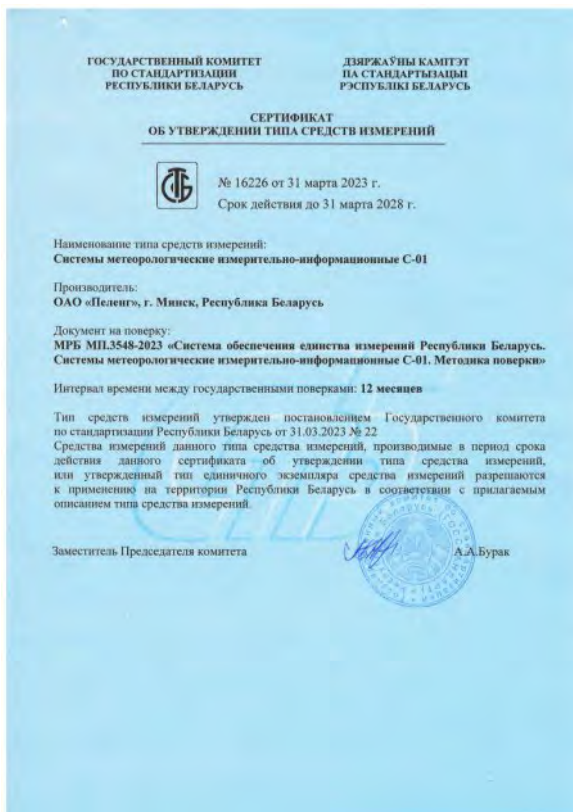 ГОСУДАРСТВЕННЫЙ КОМИТЕТ
ПО СТАНДАРТИЗАЦИИ
РЕСПУБЛИКИ БЕЛАРУСЬ
ДЗЯРЖАЎНЫ КАМІТЭТ
ПА СТАНДАРТЫЗАЦЫІ
РЭСПУБЛІКІ БЕЛАРУСЬ
СЕРТИФИКАТ
ОБ УТВЕРЖДЕНИИ ТИПА СРЕДСТВ ИЗМЕРЕНИЙ
№ 16226 от 31 марта 2023 г.
Срок действия до 31 марта 2028 г.
Наименование типа средств измерений:
Системы метеорологические измерительно-информационные С-01
Производитель:
ОАО «Пеленг», г. Минск, Республика Беларусь
Документ на поверку:
МРБ МП.3548-2023 «Система обеспечения единства измерений Республики Беларусь.
Системы метеорологические измерительно-информационные С-01. Методика поверки»
Интервал времени между государственными поверками: 12 месяцев
Тип средств измерений утвержден постановлением Государственного комитета
по стандартизации Республики Беларусь от 31.03.2023 № 22
Средства измерений данного типа средства измерений, производимые в период срока
действия данного сертификата об утверждении типа средства измерений,
или утвержденный тип единичного экземпляра средства измерений разрешаются
к применению на территории Республики Беларусь в соответствии с прилагаемым
описанием типа средства измерений.
Заместитель Председателя комитета
А.А.Бурак